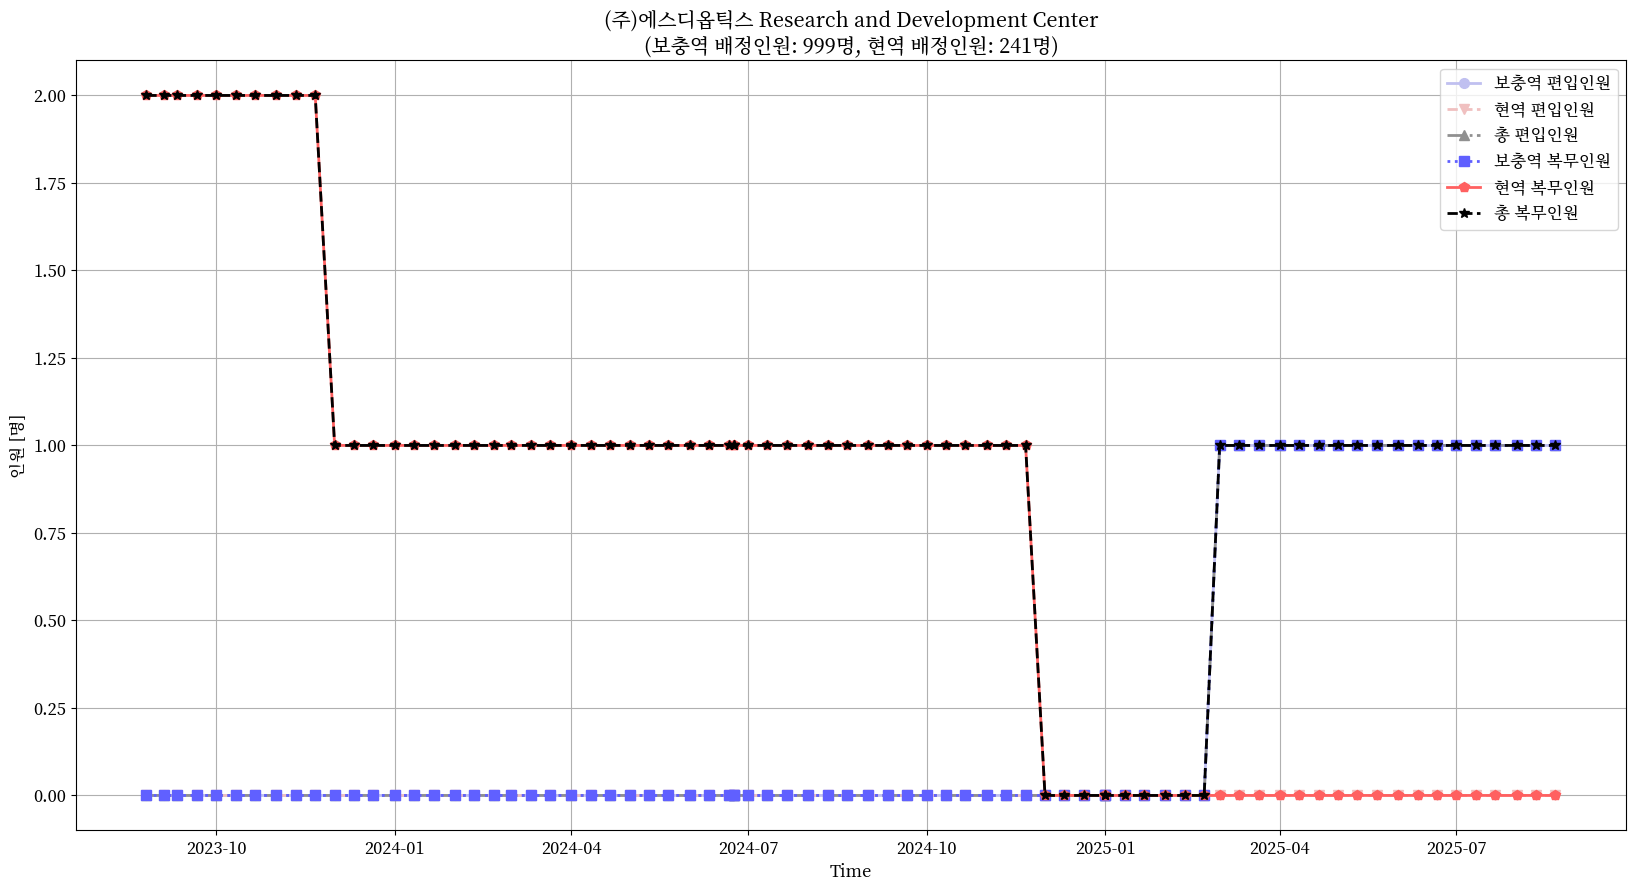 (주)에스디옵틱스 Research and Development Center
(보충역 배정인원: 999명, 현역 배정인원: 241명)
보충역 편입인원
현역 편입인원
총 편입인원
보충역 복무인원
현역 복무인원
총 복무인원
인원 [명]
2.00
1.75
1.50
1.25
1.00
0.75
0.50
0.25
0.00
2023-10
2024-01
2024-04
2024-07
2024-10
2025-01
2025-04
2025-07
Time